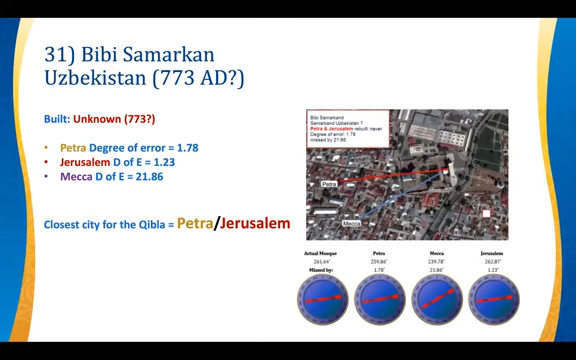 31) Bibi Samarkan
Uzbekistan (773 AD?)
Built: Unknown (773?)
• Petra Degree of error = 1.78
• Jerusalem D of E = 1.23
• Mecca D of E = 21.86
Closest city for the Qibla = Petra/Jerusalem
Bibi Samarkand
Samarkand Uzbekistan ?
Petra & Jerusalem rebuilt: never
Degree of error: 1.78
missed by 21.86
Petra
Mecca
Actual Mosque Petra Mecca Jerusalem
261.64° 259.86° 239.78° 262.87°
Missed by: 1.78° 21.86° 1.23°